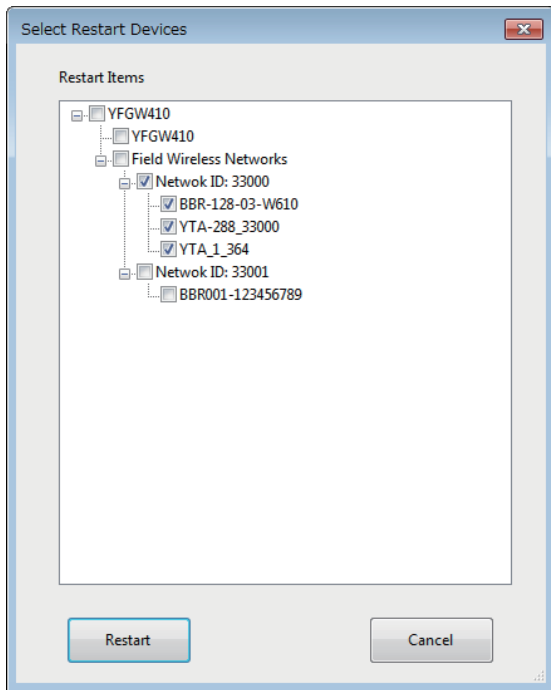 Select Restart Devices
Restart Items
YFGW410
YFGW410
Field Wireless Networks
Netwok ID: 33000
BBR-128-03-W610
YTA-288_33000
YTA_1_364
Netwok ID: 33001
BBR001-123456789
Restart Cancel